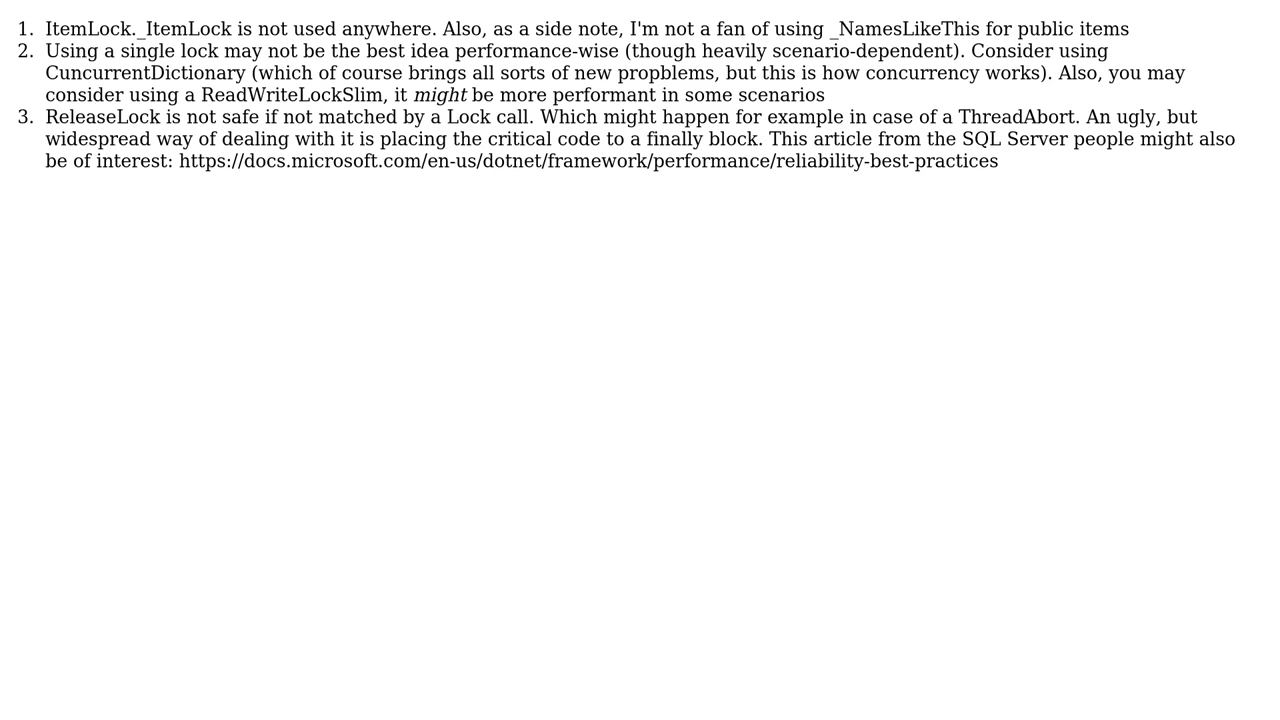 1. ItemLock._ItemLock is not used anywhere. Also, as a side note, I'm not a fan of using _NamesLikeThis for public items
2. Using a single lock may not be the best idea performance-wise (though heavily scenario-dependent). Consider using
CuncurrentDictionary (which of course brings all sorts of new propblems, but this is how concurrency works). Also, you may
consider using a ReadWriteLockSlim, it might be more performant in some scenarios
3. ReleaseLock is not safe if not matched by a Lock call. Which might happen for example in case of a ThreadAbort. An ugly, but
widespread way of dealing with it is placing the critical code to a finally block. This article from the SQL Server people might also
be of interest: https://docs.microsoft.com/en-us/dotnet/framework/performance/reliability-best-practices